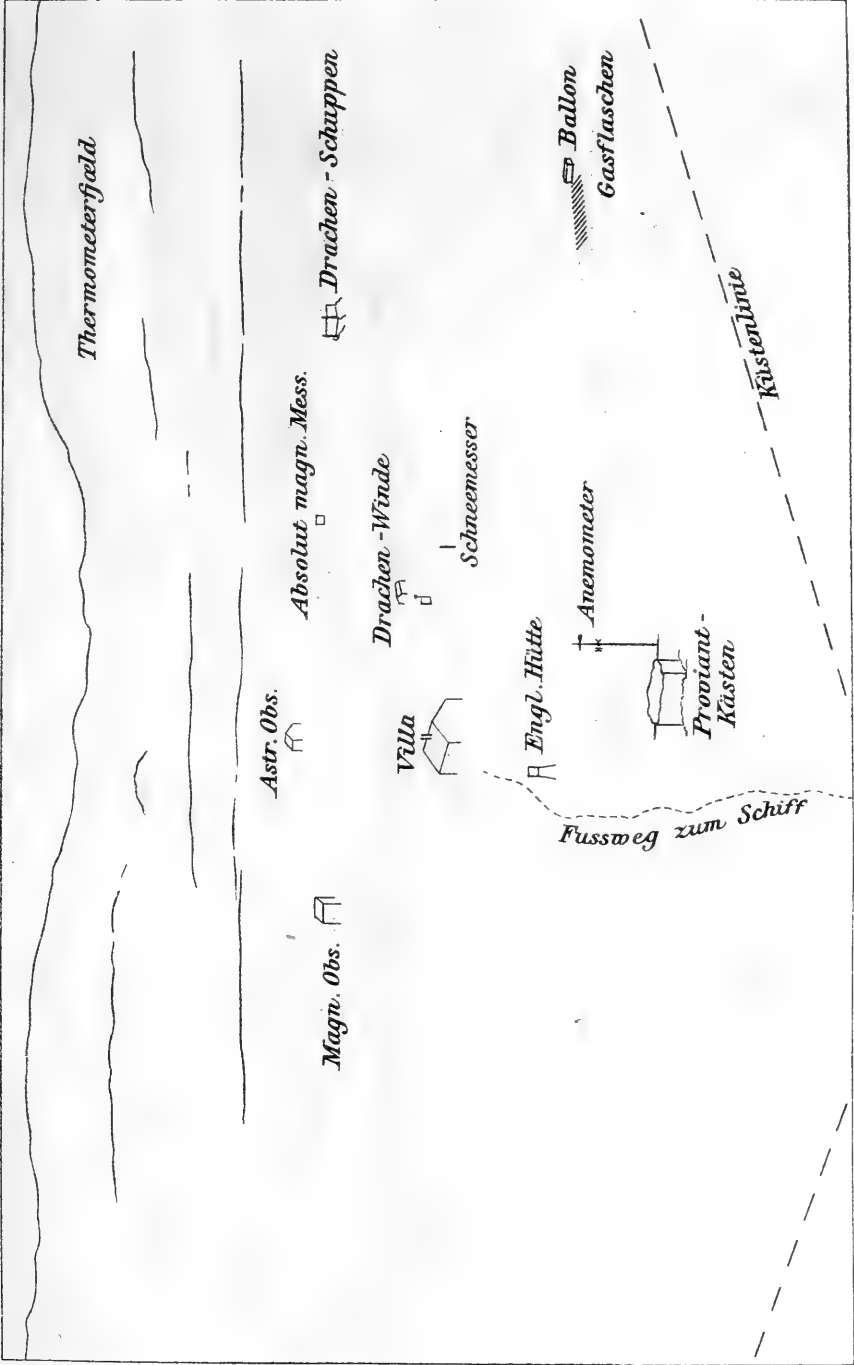 Thermometerfjæld
Astr. Obs.
Absolut magn. Mess.
Magn. Obs.
Drachen - Schuppen
Drachen - Winde
Villa
Schneemesser
Engl. Hütte
Anemometer
Ballon
Gasflaschen
Proviant -
Kästen
Fussweg zum Schiff
Küstenlinie